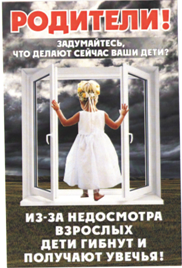 РОДИТЕЛИ!
ЗАДУМАЙТЕСЬ,
ЧТО ДЕЛАЮТ СЕЙЧАС ВАШИ ДЕТИ?
ИЗ-ЗА НЕДОСМОТРА
ВЗРОСЛЫХ
ДЕТИ ГИБНУТ И
ПОЛУЧАЮТ УВЕЧЬЯ!